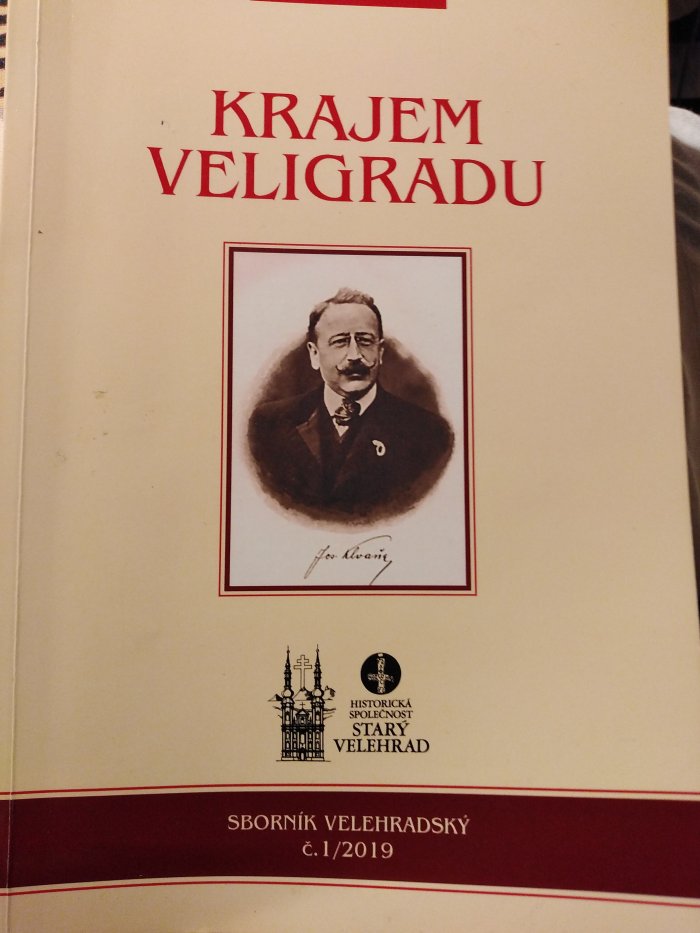 KRAJEM
VELIGRADU
Jos. Klvaňa
HISTORICKÁ
SPOLEČNOST
STARÝ
VELEHRAD
SBORNÍK VELEHRADSKÝ
č.1/2019